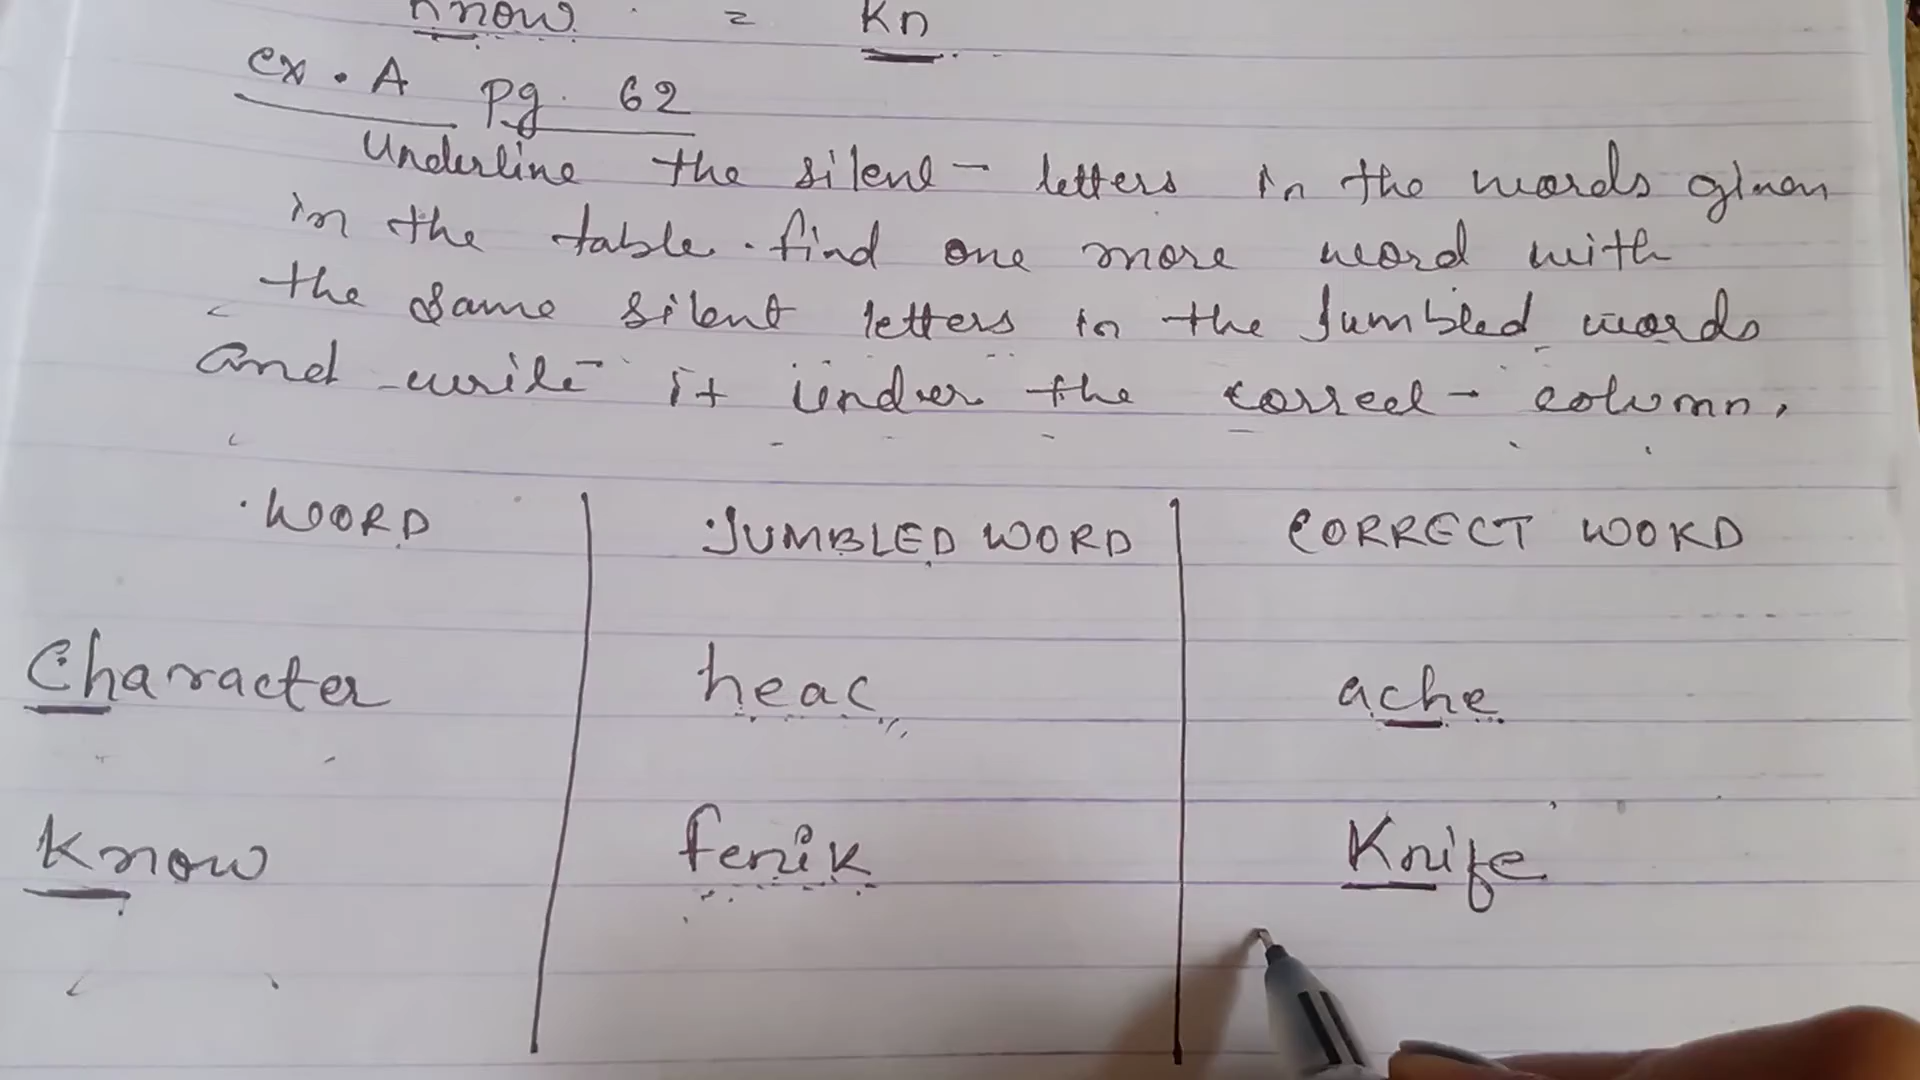 know = Kn
ex. A pg. 62
Underline the silent letters in the words given
in the table. find one more word with
the same silent letters in the Jumbled words
and write it under the correct column,
WORD JUMBLED WORD CORRECT WORD
Character heac ache
Know fenik Knife